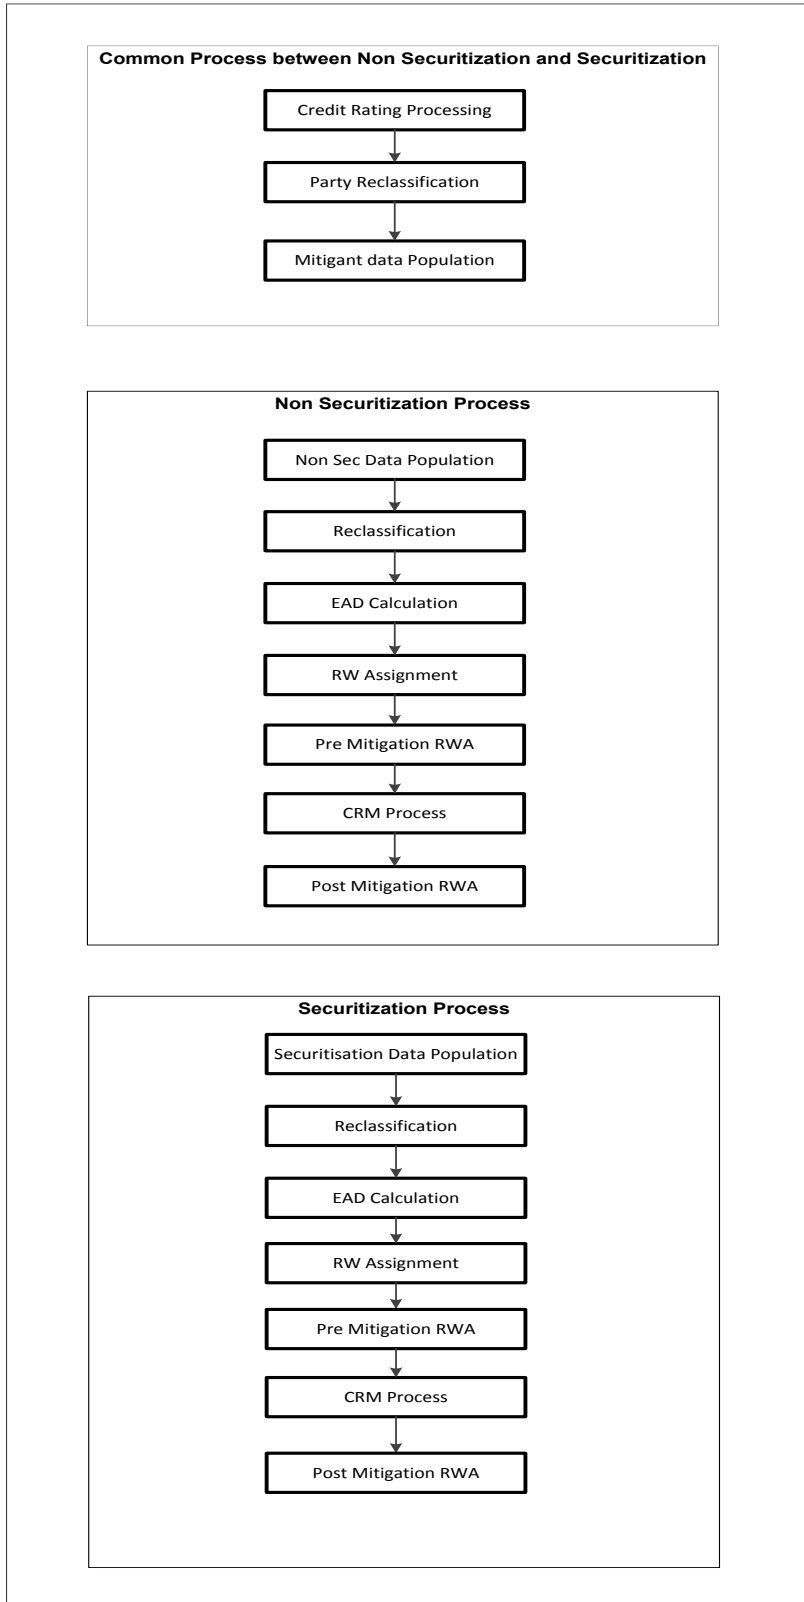 Common Process between Non Securitization and Securitization
Credit Rating Processing
Party Reclassification
Mitigant data Population
Non Securitization Process
Non Sec Data Population
Reclassification
EAD Calculation
RW Assignment
Pre Mitigation RWA
CRM Process
Post Mitigation RWA
Securitization Process
Securitisation Data Population
Reclassification
EAD Calculation
RW Assignment
Pre Mitigation RWA
CRM Process
Post Mitigation RWA